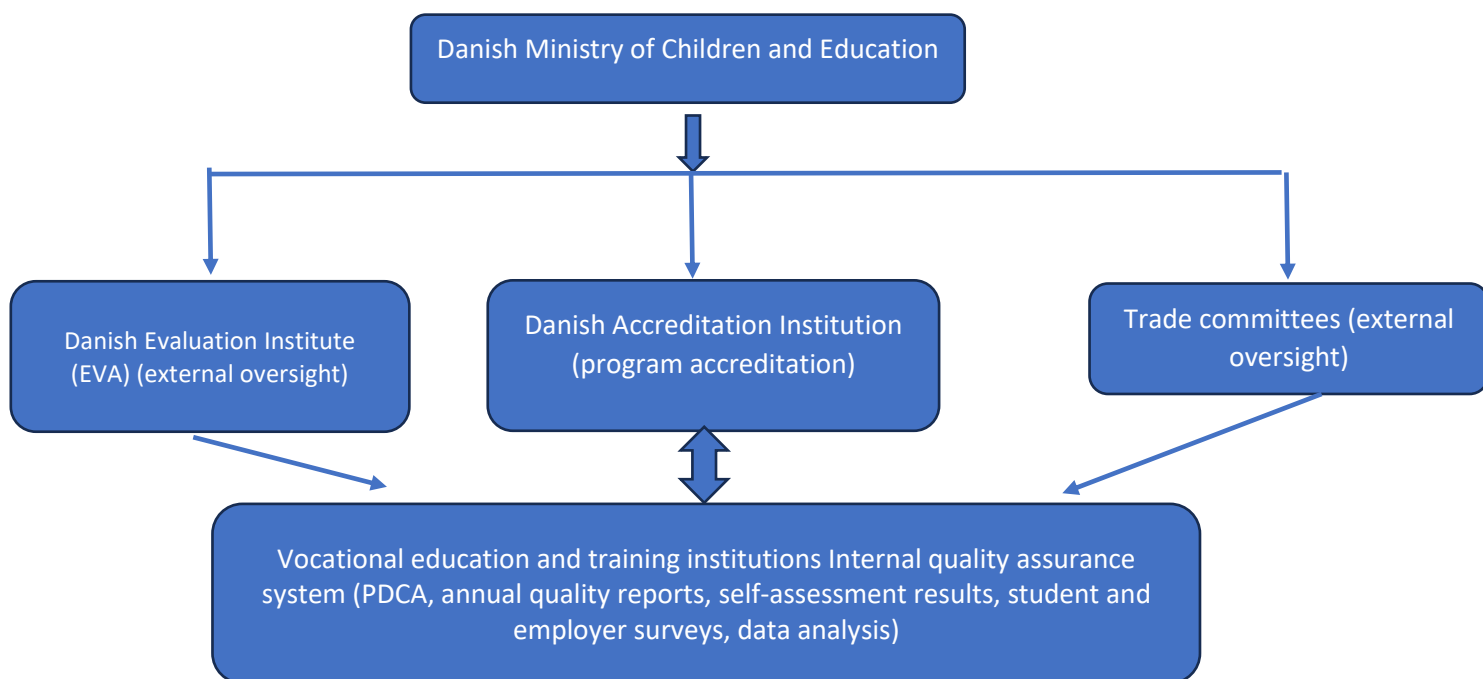 Danish Ministry of Children and Education
Danish Evaluation Institute
(EVA) (external oversight)
Danish Accreditation Institution
(program accreditation)
Trade committees (external
oversight)
Vocational education and training institutions Internal quality assurance
system (PDCA, annual quality reports, self-assessment results, student and
employer surveys, data analysis)